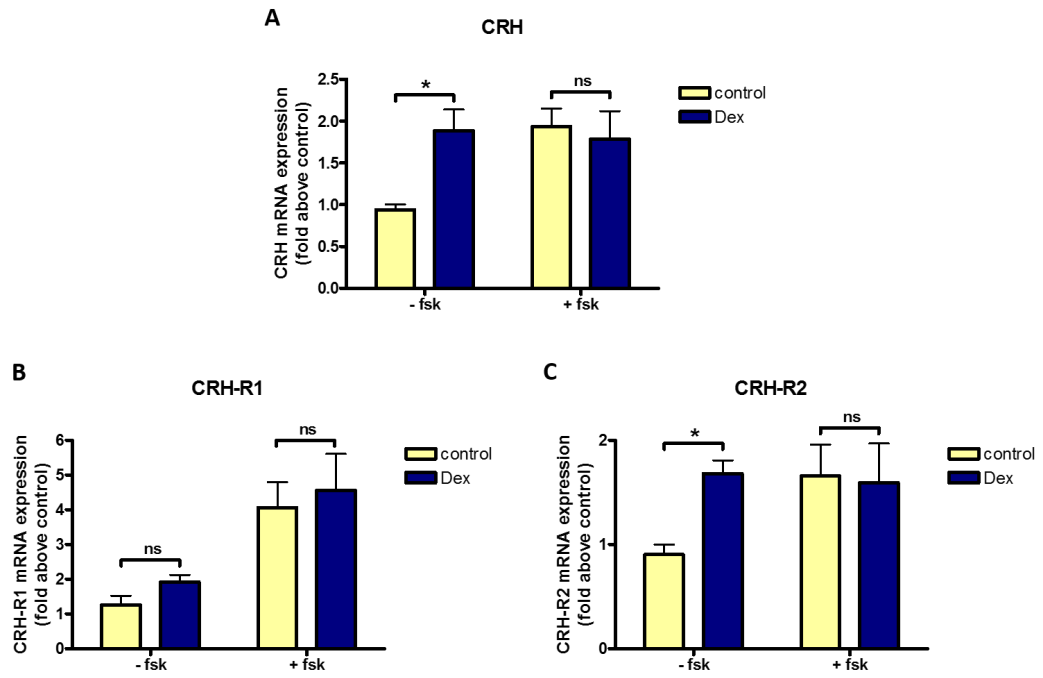 A
CRH
CRH mRNA expression
(fold above control)
2.5
2.0
1.5
1.0
0.5
0.0
*
ns
- fsk
+ fsk
control
Dex
B
CRH-R1
CRH-R1 mRNA expression
(fold above control)
6
5
4
3
2
1
0
ns
ns
- fsk
+ fsk
control
Dex
C
CRH-R2
CRH-R2 mRNA expression
(fold above control)
2
1
0
*
ns
- fsk
+ fsk
control
Dex